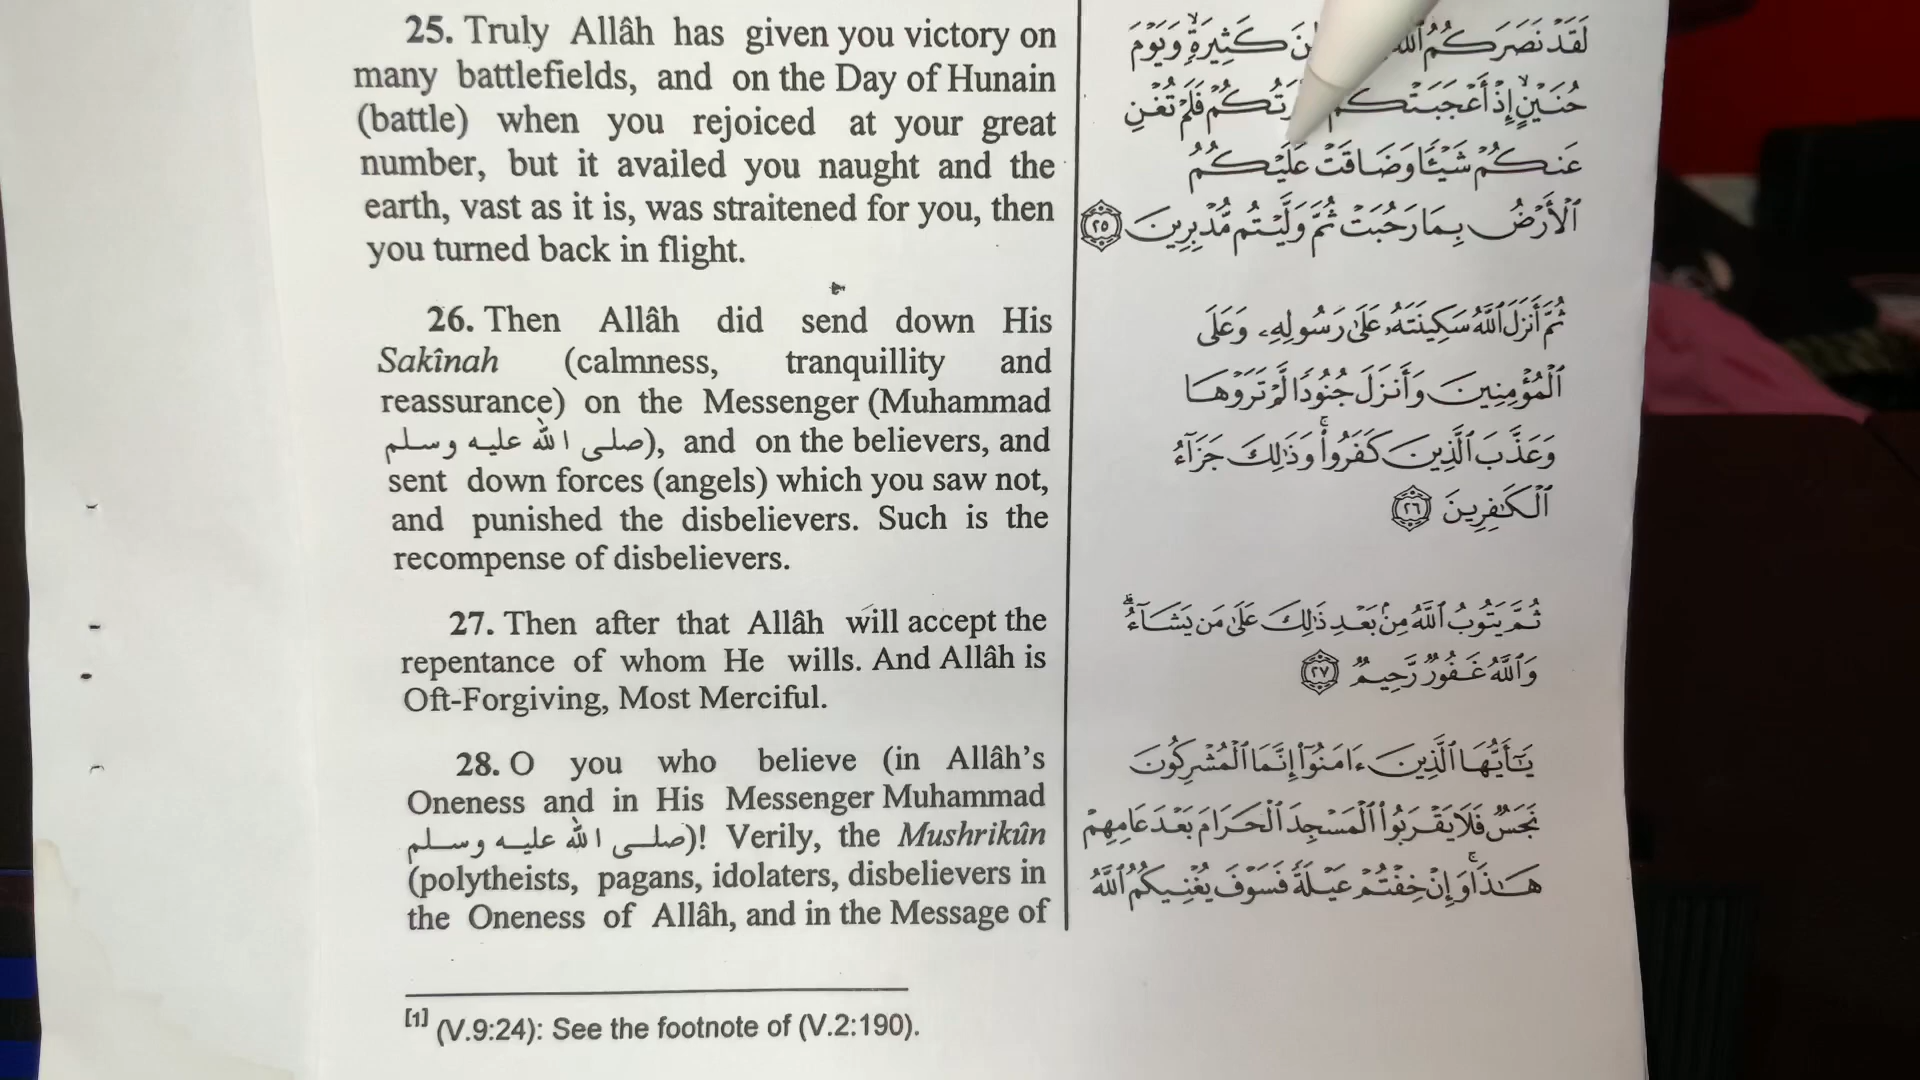 25. Truly Allâh has given you victory on
many battlefields, and on the Day of Hunain
(battle) when you rejoiced at your great
number, but it availed you naught and the
earth, vast as it is, was straitened for you, then
you turned back in flight.
26. Then Allâh did send down His
Sakînah (calmness, tranquillity and
reassurance) on the Messenger (Muhammad
صلى الله عليه وسلم), and on the believers, and
sent down forces (angels) which you saw not,
and punished the disbelievers. Such is the
recompense of disbelievers.
27. Then after that Allâh will accept the
repentance of whom He wills. And Allâh is
Oft-Forgiving, Most Merciful.
28. O you who believe (in Allâh's
Oneness and in His Messenger Muhammad
صلى الله عليه وسلم)! Verily, the Mushrikûn
(polytheists, pagans, idolaters, disbelievers in
the Oneness of Allâh, and in the Message of
لَقَدْ نَصَرَكُمُ ٱللَّهُ كَثِيرَةٍۙ وَيَوْمَ
حُنَيْنٍۙ إِذْ أَعْجَبَتْكُمْ فَلَمْ تُغْنِ
عَنكُمْ شَيْـًٔا وَضَاقَتْ عَلَيْكُمُ
ٱلْأَرْضُ بِمَا رَحُبَتْ ثُمَّ وَلَّيْتُم مُّدْبِرِينَ ٢٥
ثُمَّ أَنزَلَ ٱللَّهُ سَكِينَتَهُۥ عَلَىٰ رَسُولِهِۦ وَعَلَى
ٱلْمُؤْمِنِينَ وَأَنزَلَ جُنُودًا لَّمْ تَرَوْهَا
وَعَذَّبَ ٱلَّذِينَ كَفَرُوا۟ۚ وَذَٰلِكَ جَزَآءُ
ٱلْكَـٰفِرِينَ ٢٦
ثُمَّ يَتُوبُ ٱللَّهُ مِنۢ بَعْدِ ذَٰلِكَ عَلَىٰ مَن يَشَآءُۗ
وَٱللَّهُ غَفُورٌ رَّحِيمٌ ٢٧
يَـٰٓأَيُّهَا ٱلَّذِينَ ءَامَنُوٓا۟ إِنَّمَا ٱلْمُشْرِكُونَ
نَجَسٌ فَلَا يَقْرَبُوا۟ ٱلْمَسْجِدَ ٱلْحَرَامَ بَعْدَ عَامِهِمْ
هَـٰذَاۚ وَإِنْ خِفْتُمْ عَيْلَةً فَسَوْفَ يُغْنِيكُمُ ٱللَّهُ
[1] (V.9:24): See the footnote of (V.2:190).